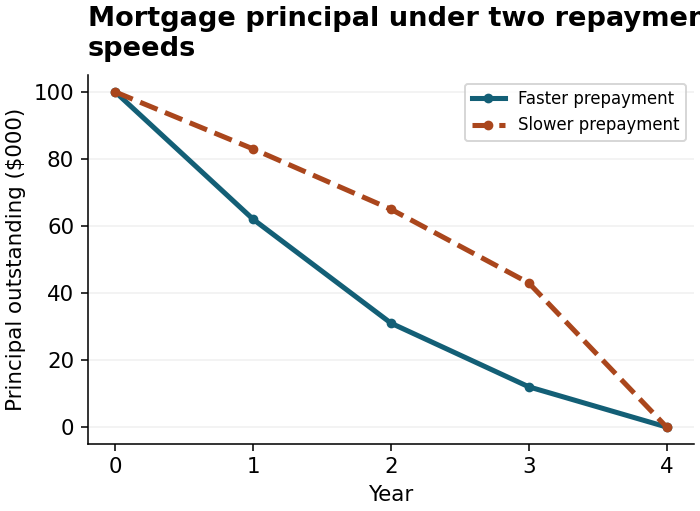 Mortgage principal under two
speeds
Faster prepayment
Slower prepayment
Principal outstanding ($000)
100
80
60
40
20
0
0 1 2 3 4
Year